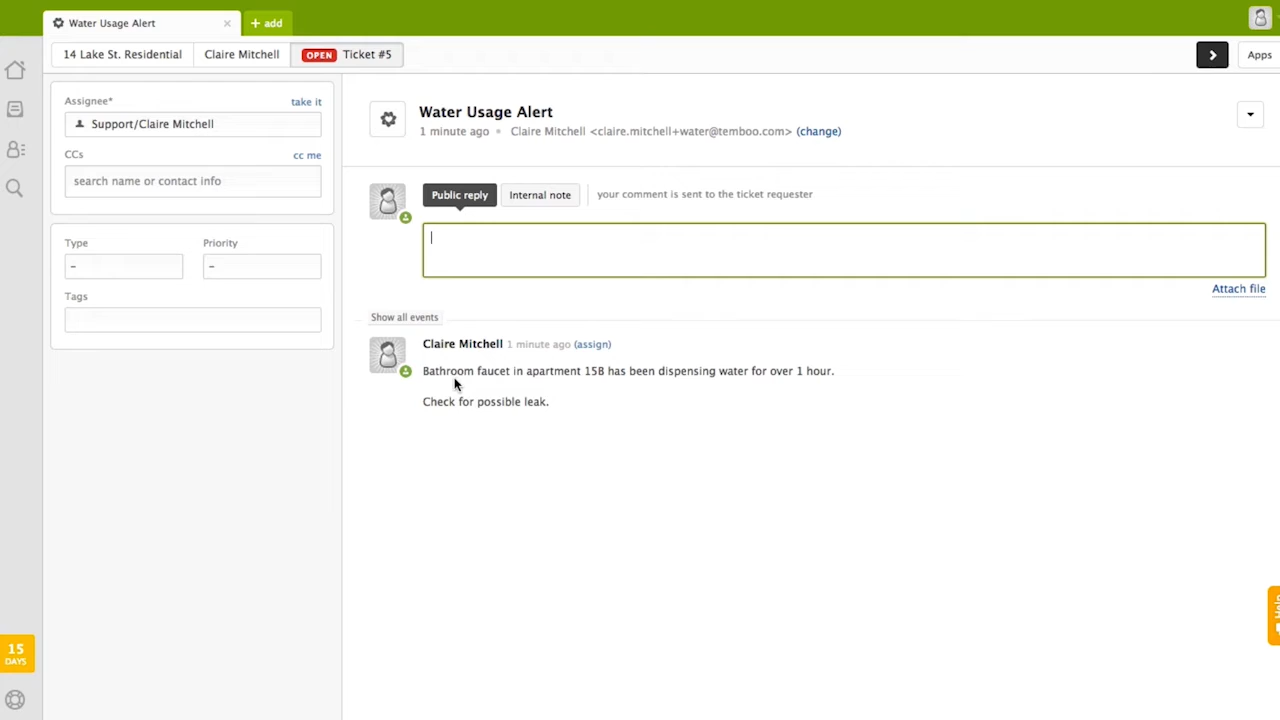 Water Usage Alert ×
+ add
14 Lake St. Residential Claire Mitchell OPEN Ticket #5
Apps
Assignee* take it
Support/Claire Mitchell
CCs cc me
search name or contact info
Type Priority
– –
Tags
Water Usage Alert
1 minute ago Claire Mitchell <claire.mitchell+water@temboo.com> (change)
Public reply Internal note your comment is sent to the ticket requester
Attach file
Show all events
Claire Mitchell 1 minute ago (assign)
Bathroom faucet in apartment 15B has been dispensing water for over 1 hour.
Check for possible leak.
15
DAYS